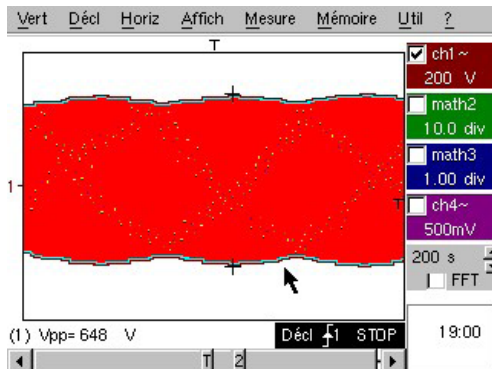 Vert Décl Horiz Affich Mesure Mémoire Util ?
T
ch1~
200 V
math2
10.0 div
math3
1.00 div
ch4~
500mV
1
T
200 s
FFT
(1) Vpp= 648 V
Décl 1 STOP
19:00
T 2